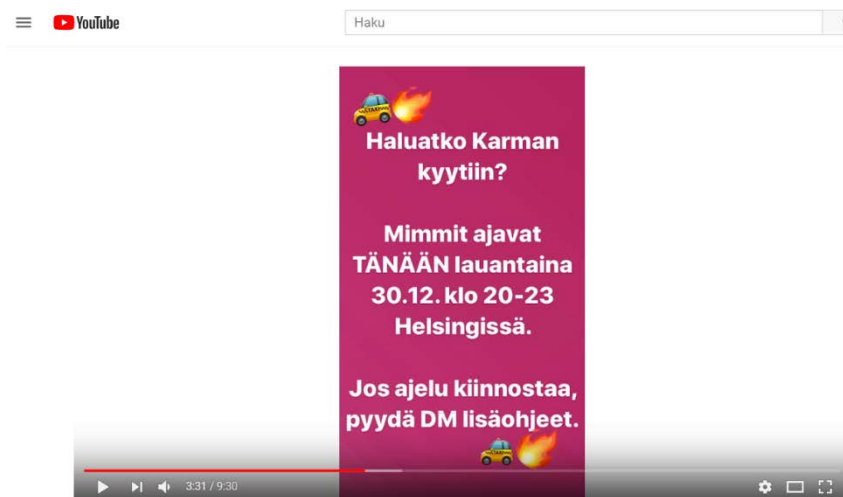 YouTube
Haku
Haluatko Karman
kyytiin?
Mimmit ajavat
TÄNÄÄN lauantaina
30.12. klo 20-23
Helsingissä.
Jos ajelu kiinnostaa,
pyydä DM lisäohjeet.
3:31 / 9:30